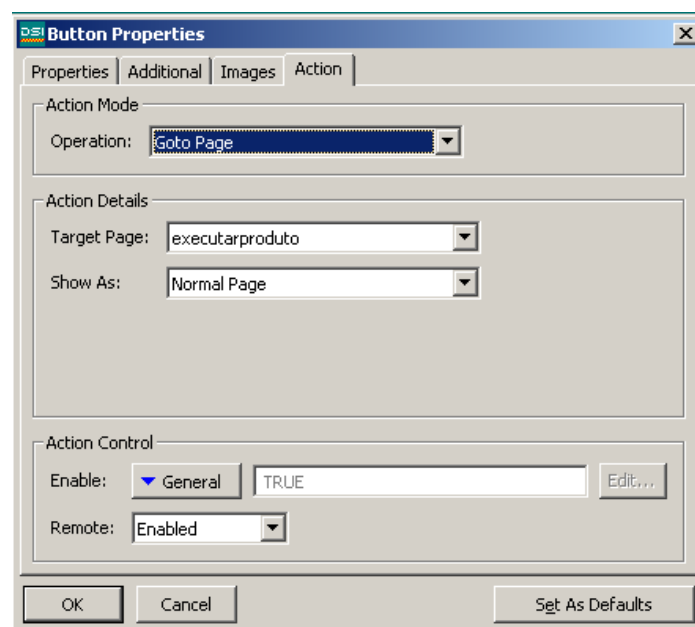 DSI Button Properties
Properties Additional Images Action
Action Mode
Operation: Goto Page
Action Details
Target Page: executarproduto
Show As: Normal Page
Action Control
Enable: General TRUE Edit...
Remote: Enabled
OK Cancel Set As Defaults